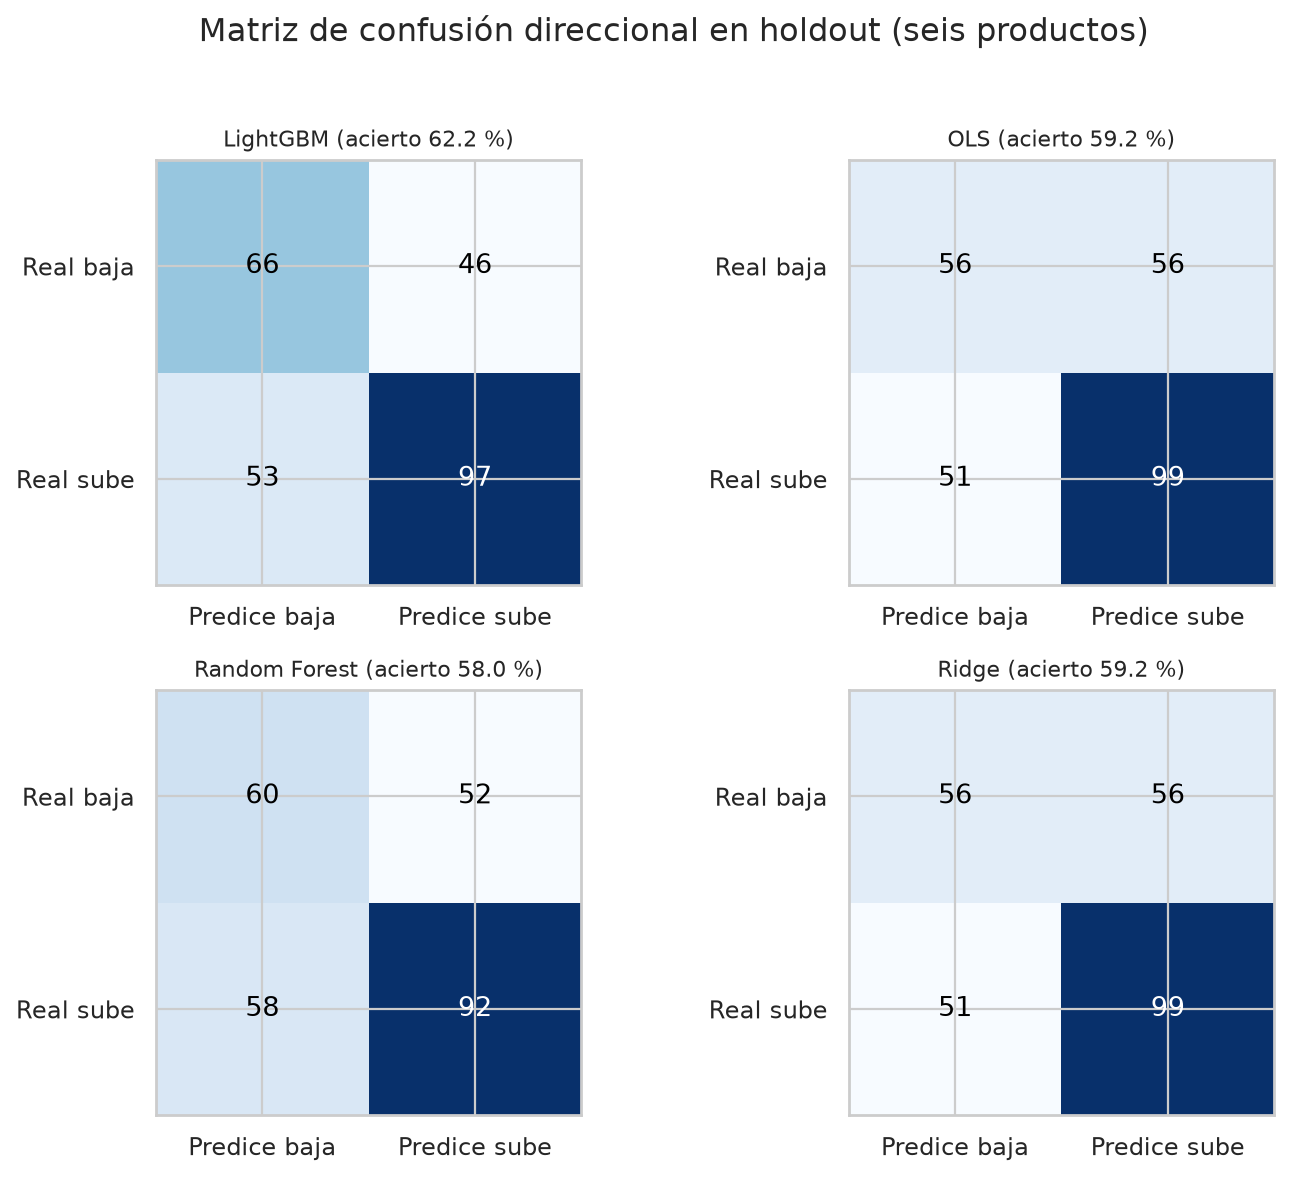 Matriz de confusión direccional en holdout (seis productos)
LightGBM (acierto 62.2 %)
Real baja
66
46
Real sube
53
97
Predice baja
Predice sube
OLS (acierto 59.2 %)
Real baja
56
56
Real sube
51
99
Predice baja
Predice sube
Random Forest (acierto 58.0 %)
Real baja
60
52
Real sube
58
92
Predice baja
Predice sube
Ridge (acierto 59.2 %)
Real baja
56
56
Real sube
51
99
Predice baja
Predice sube